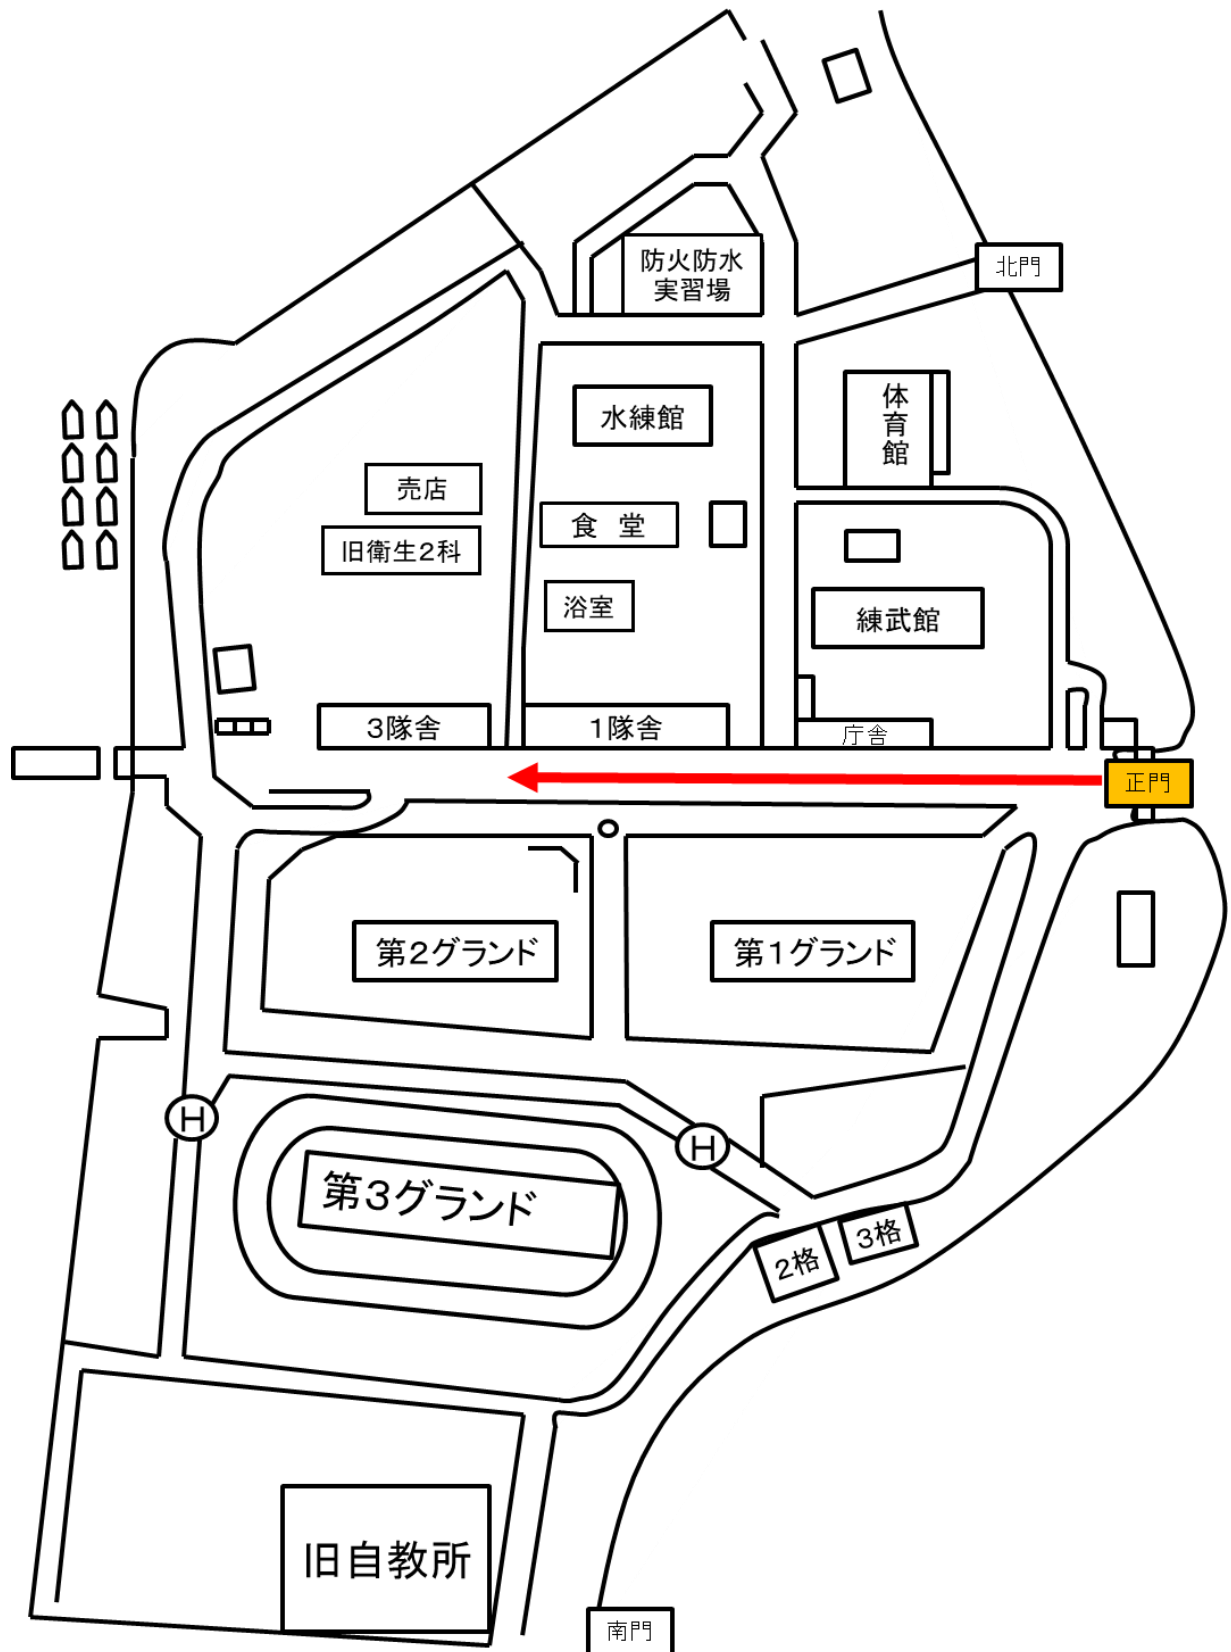 防火防水
実習場
北門
体育館
水練館
売店
食　堂
旧衛生２科
浴室
練武館
３隊舎
１隊舎
庁舎
正門
第２グランド
第１グランド
H
H
第３グランド
３格
２格
旧自教所
南門